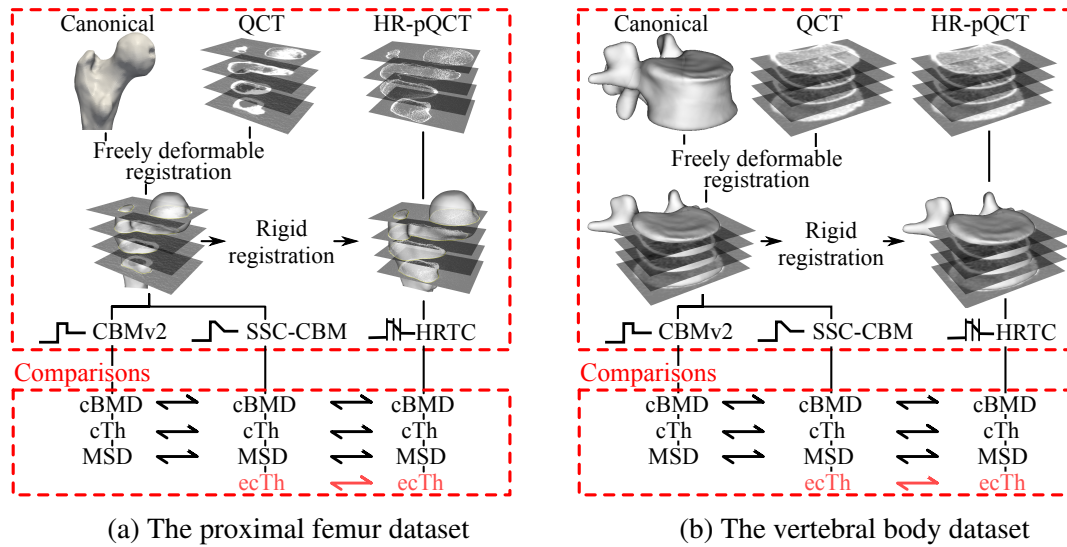 Canonical QCT HR-pQCT
Freely deformable
registration
Rigid
registration
CBMv2 SSC-CBM HRTC
Comparisons
cBMD cBMD cBMD
cTh cTh cTh
MSD MSD MSD
ecTh ecTh
(a) The proximal femur dataset
Canonical QCT HR-pQCT
Freely deformable
registration
Rigid
registration
CBMv2 SSC-CBM HRTC
Comparisons
cBMD cBMD cBMD
cTh cTh cTh
MSD MSD MSD
ecTh ecTh
(b) The vertebral body dataset